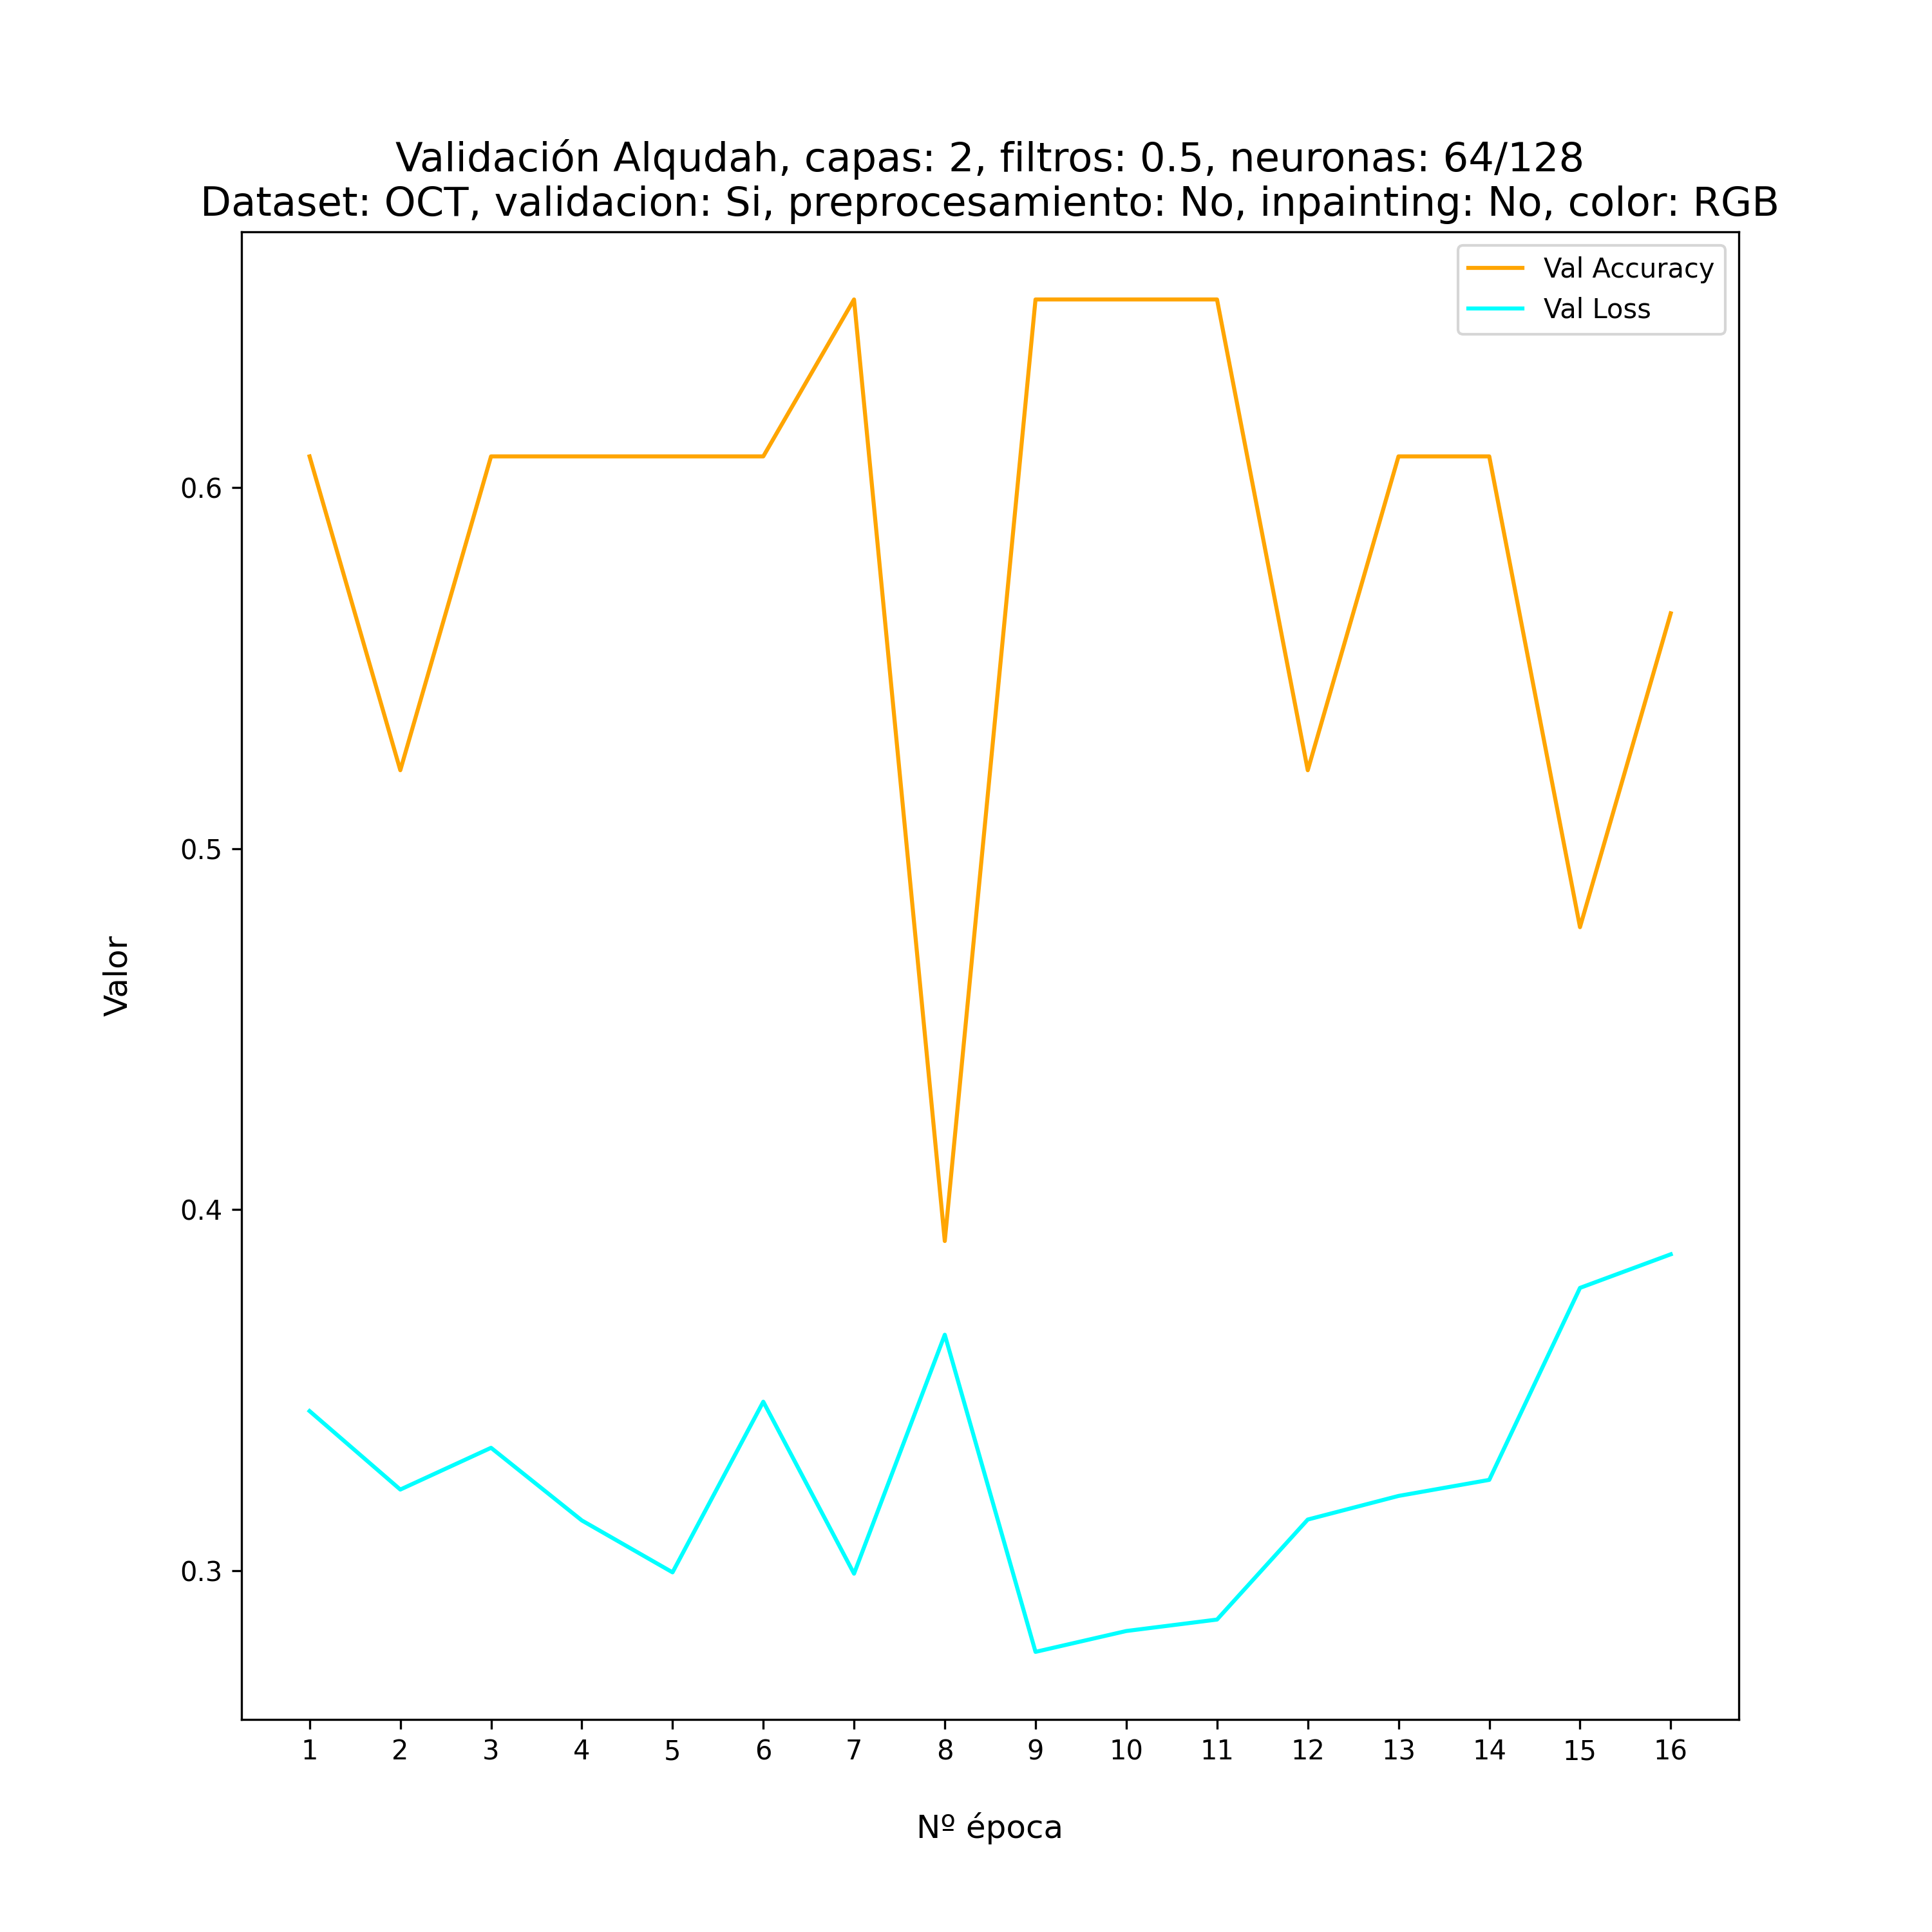 Validación Alqudah, capas: 2, filtros: 0.5, neuronas: 64/128
Dataset: OCT, validacion: Si, preprocesamiento: No, inpainting: No, color: RGB
Val Accuracy
Val Loss
0.6
0.5
0.4
0.3
Valor
1 2 3 4 5 6 7 8 9 10 11 12 13 14 15 16
Nº época